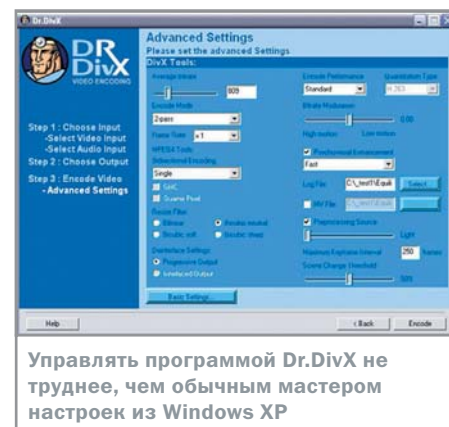 Dr.DivX
Advanced Settings
Please set the advanced Settings
DR
DivX
VIDEO ENCODING
DivX Tools:
Average bitrate
Encode Performance
Quantization Type
809
Standard
H.263
Encode Mode
Bitrate Modulation
2-pass
0.00
Step 1 : Choose Input
-Select Video Input
-Select Audio Input
Step 2 : Choose Output
Step 3 : Encode Video
- Advanced Settings
Frame Rate
x1
High motion
Low motion
MPEG4 Tools
Psychovisual Enhancement
Bidirectional Encoding
Fast
Single
Log File
Select
GMC
Quarter Pixel
MV File
Resize Filter
Preprocessing Source
Bilinear
Bicubic neutral
Bicubic soft
Bicubic sharp
Light
Deinterlace Settings
Maximum Keyframe Interval
250
frames
Progressive Output
Scene Change Threshold
Interlaced Output
50%
Basic Settings...
Help
< Back
Encode
Управлять программой Dr.DivX не
труднее, чем обычным мастером
настроек из Windows XP